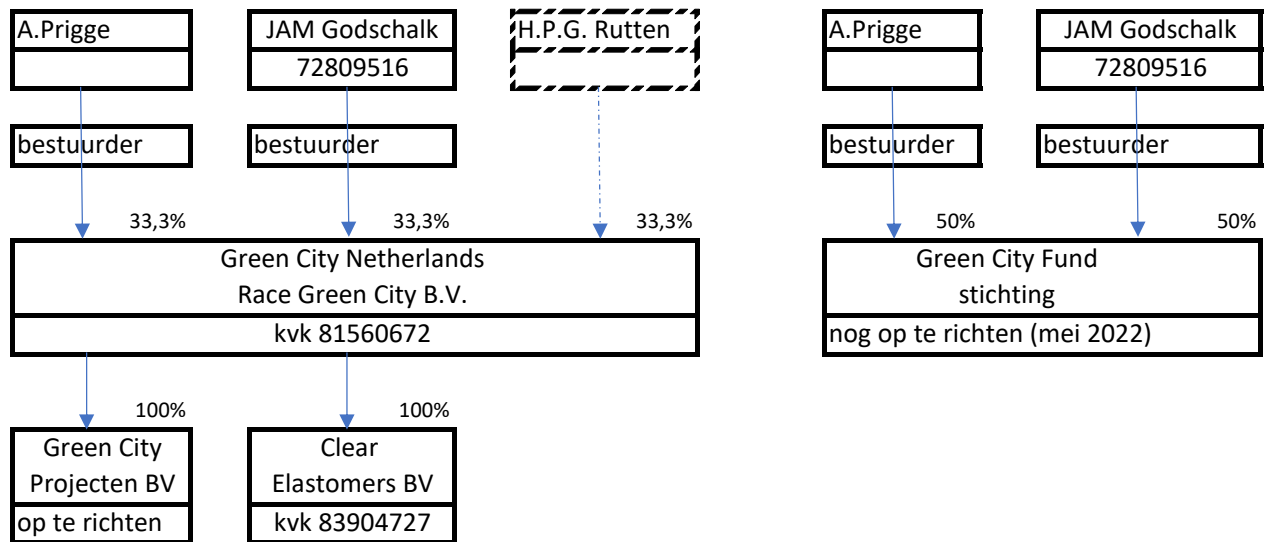 A.Prigge
JAM Godschalk
72809516
H.P.G. Rutten
bestuurder
bestuurder
33,3%
33,3%
33,3%
Green City Netherlands
Race Green City B.V.
kvk 81560672
100%
100%
Green City
Projecten BV
op te richten
Clear
Elastomers BV
kvk 83904727
A.Prigge
JAM Godschalk
72809516
bestuurder
bestuurder
50%
50%
Green City Fund
stichting
nog op te richten (mei 2022)